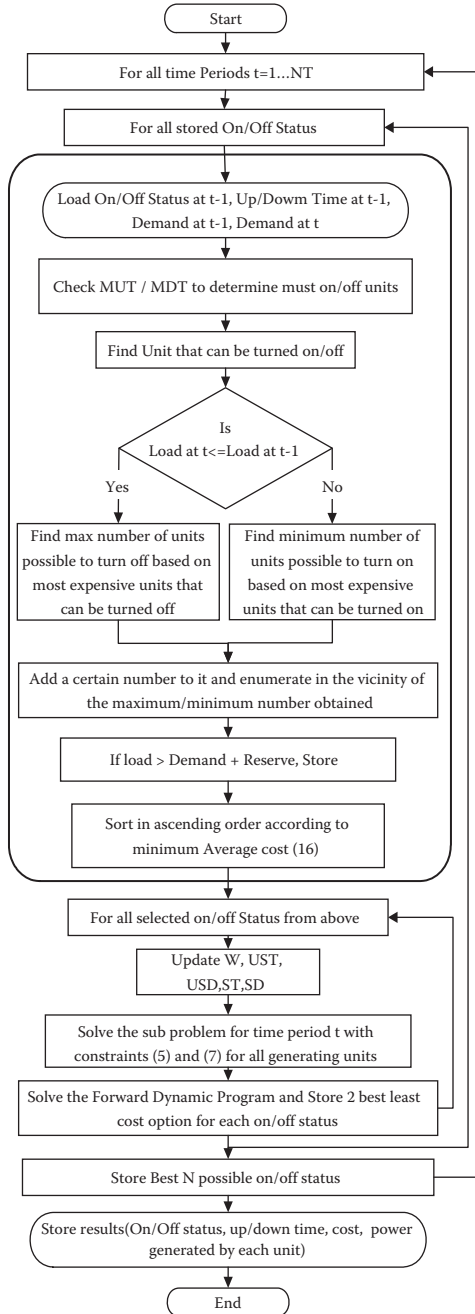 Start
For all time Periods t=1...NT
For all stored On/Off Status
Load On/Off Status at t-1, Up/Dowm Time at t-1,
Demand at t-1, Demand at t
Check MUT / MDT to determine must on/off units
Find Unit that can be turned on/off
Is
Load at t<=Load at t-1
Yes
No
Find max number of units
possible to turn off based on
most expensive units that
can be turned off
Find minimum number of
units possible to turn on
based on most expensive
units that can be turned on
Add a certain number to it and enumerate in the vicinity of
the maximum/minimum number obtained
If load > Demand + Reserve, Store
Sort in ascending order according to
minimum Average cost (16)
For all selected on/off Status from above
Update W, UST,
USD,ST,SD
Solve the sub problem for time period t with
constraints (5) and (7) for all generating units
Solve the Forward Dynamic Program and Store 2 best least
cost option for each on/off status
Store Best N possible on/off status
Store results(On/Off status, up/down time, cost, power
generated by each unit)
End